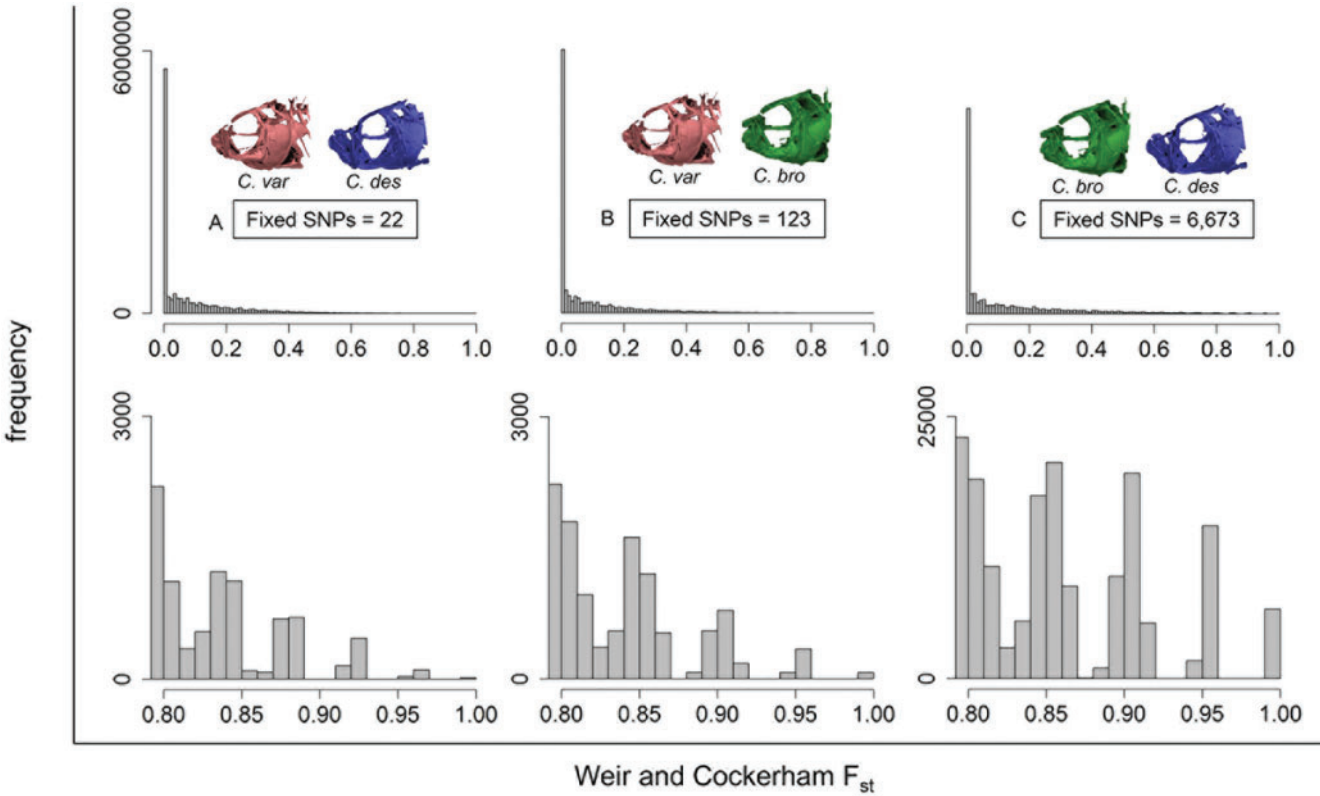 6000000
0
C. var C. des
A Fixed SNPs = 22
0.0 0.2 0.4 0.6 0.8 1.0
C. var C. bro
B Fixed SNPs = 123
0.0 0.2 0.4 0.6 0.8 1.0
C. bro C. des
C Fixed SNPs = 6,673
0.0 0.2 0.4 0.6 0.8 1.0
frequency
3000
0
0.80 0.85 0.90 0.95 1.00
3000
0
0.80 0.85 0.90 0.95 1.00
25000
0
0.80 0.85 0.90 0.95 1.00
Weir and Cockerham Fst